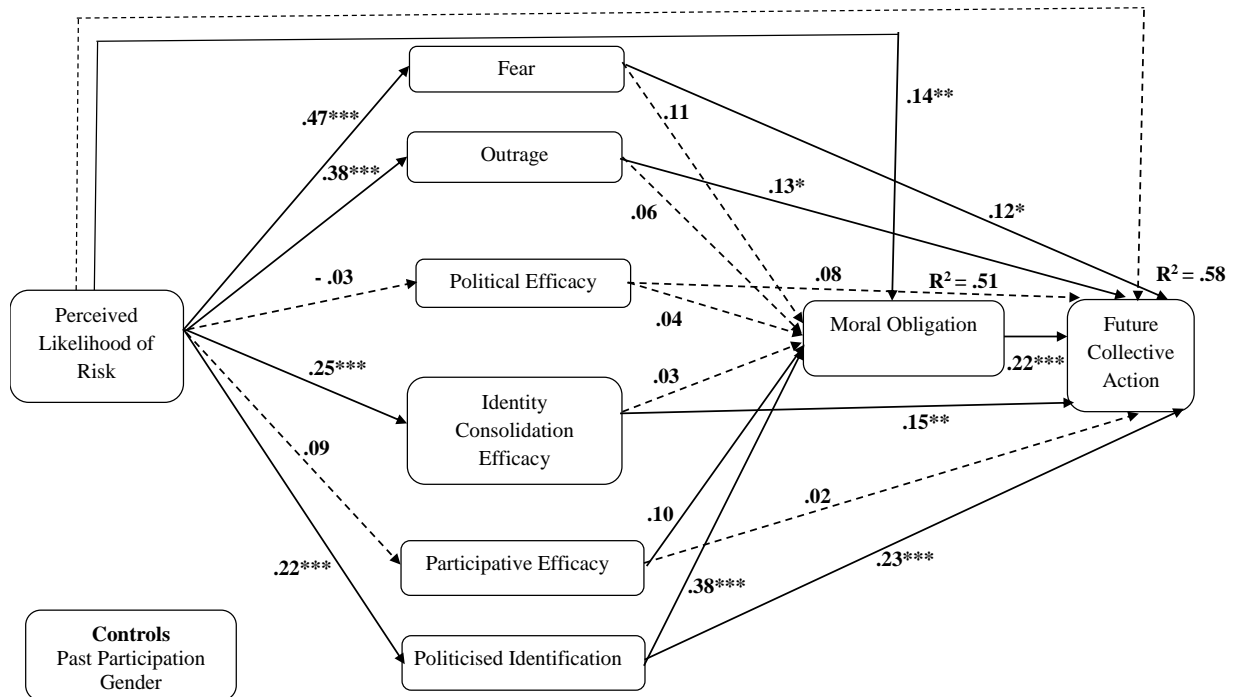 Fear
.14**
.47***
.11
Outrage
.38***
.13*
.06
.12*
- .03
Political Efficacy
.08
R² = .51
R² = .58
Perceived
Likelihood of
Risk
.04
Moral Obligation
Future
Collective
Action
.22***
.25***
.03
Identity
Consolidation
Efficacy
.15**
.09
.02
.10
Participative Efficacy
.22***
.38***
.23***
Controls
Past Participation
Gender
Politicised Identification